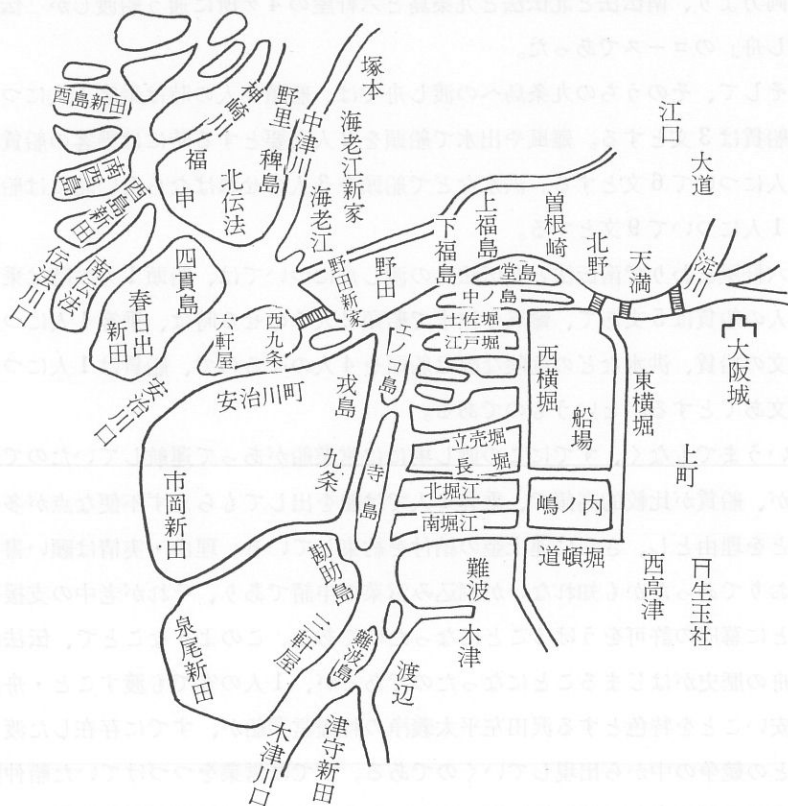 塚本
江口
大道
野里
中津川
海老江新家
神崎川
稗島
海老江
酉島新田
福
北伝法
申
南酉島
酉島新田
上福島
曽根崎
北野
天満
淀川
下福島
堂島
野田
野田新家
四貫島
南伝法
伝法川口
春日出
新田
西九条
一軒屋
中ノ島
佐
堀
戸堀
江
土
下ノ島
大阪城
安治川口
安治川町
戎島
西横堀
船場
東横堀
上町
立売堀
長堀
九条
寺島
北堀江
南堀江
嶋ノ内
市岡新田
道頓堀
西高津
生玉社
勘助島
難波
木津
泉尾新田
三軒屋
難波島
渡辺
木津川口
津守新田